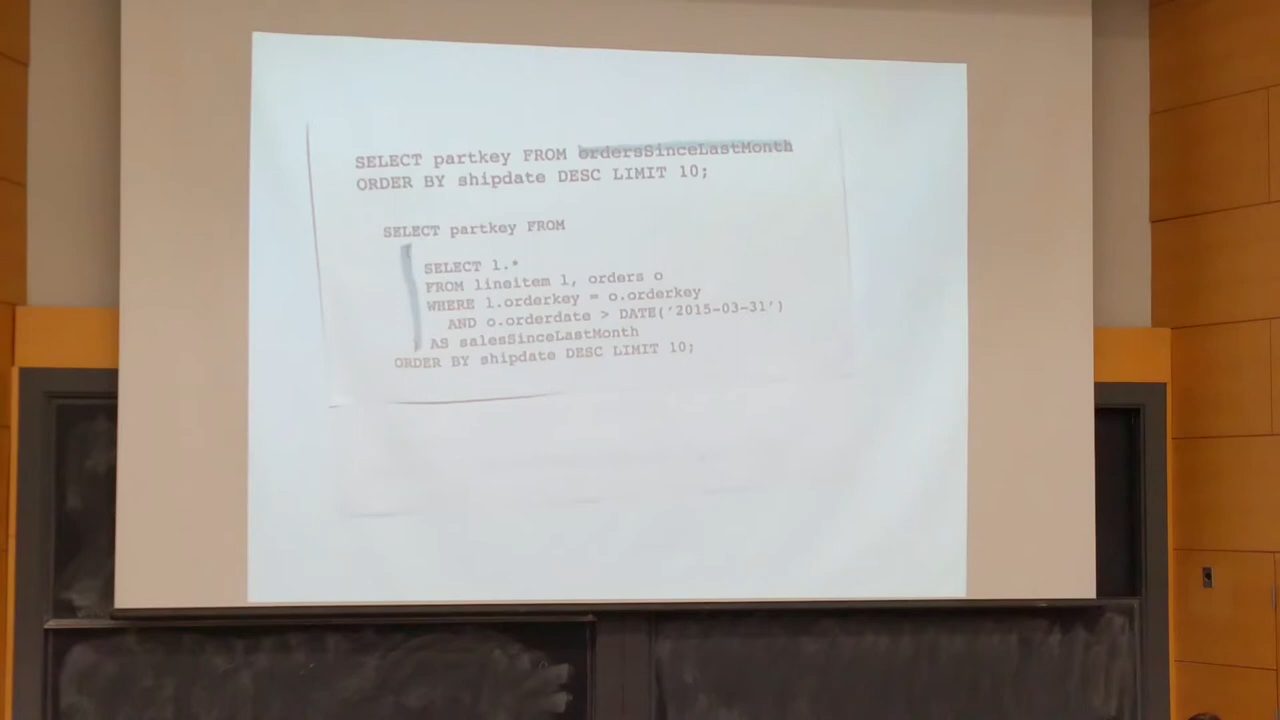 SELECT partkey FROM ordersSinceLastMonth
ORDER BY shipdate DESC LIMIT 10;
SELECT partkey FROM
SELECT l.*
FROM lineitem l, orders o
WHERE l.orderkey = o.orderkey
AND o.orderdate > DATE('2015-03-31')
AS salesSinceLastMonth
ORDER BY shipdate DESC LIMIT 10;